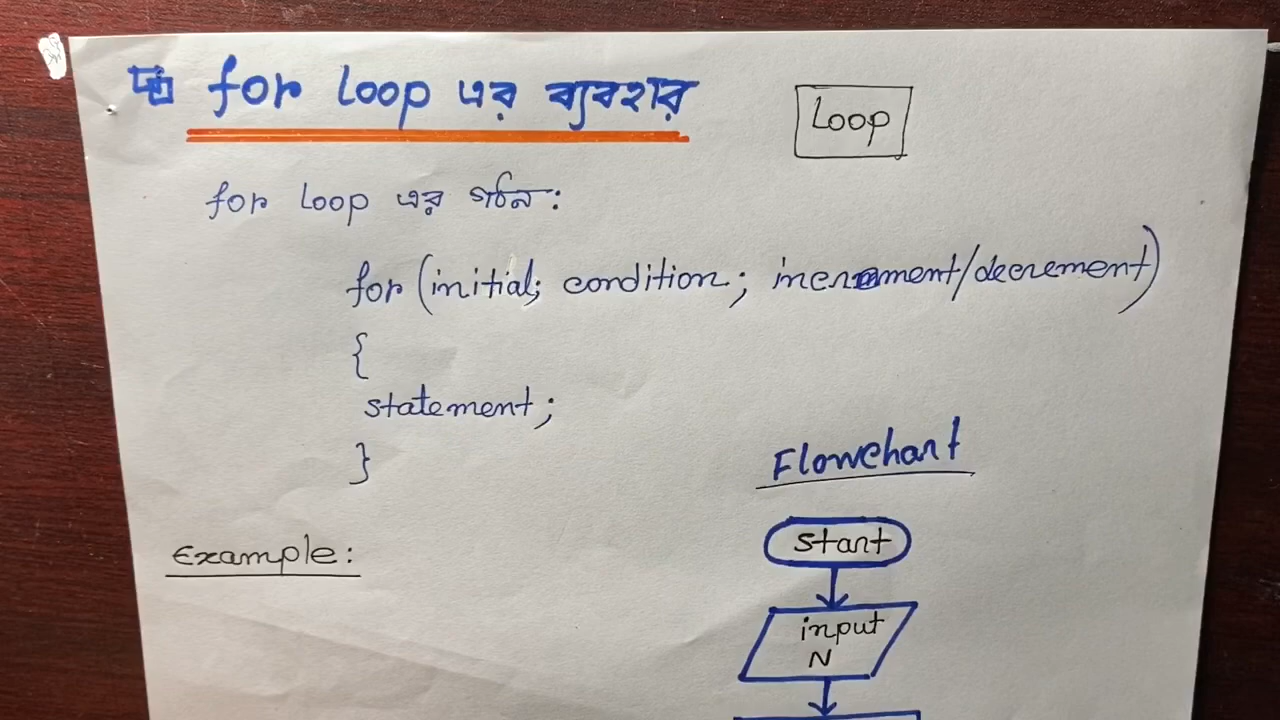 for loop এর ব্যবহার
Loop
for loop এর গঠন:
for (initial; condition; increment/decrement)
{
statement;
}
Flowchart
Example:
start
input
N